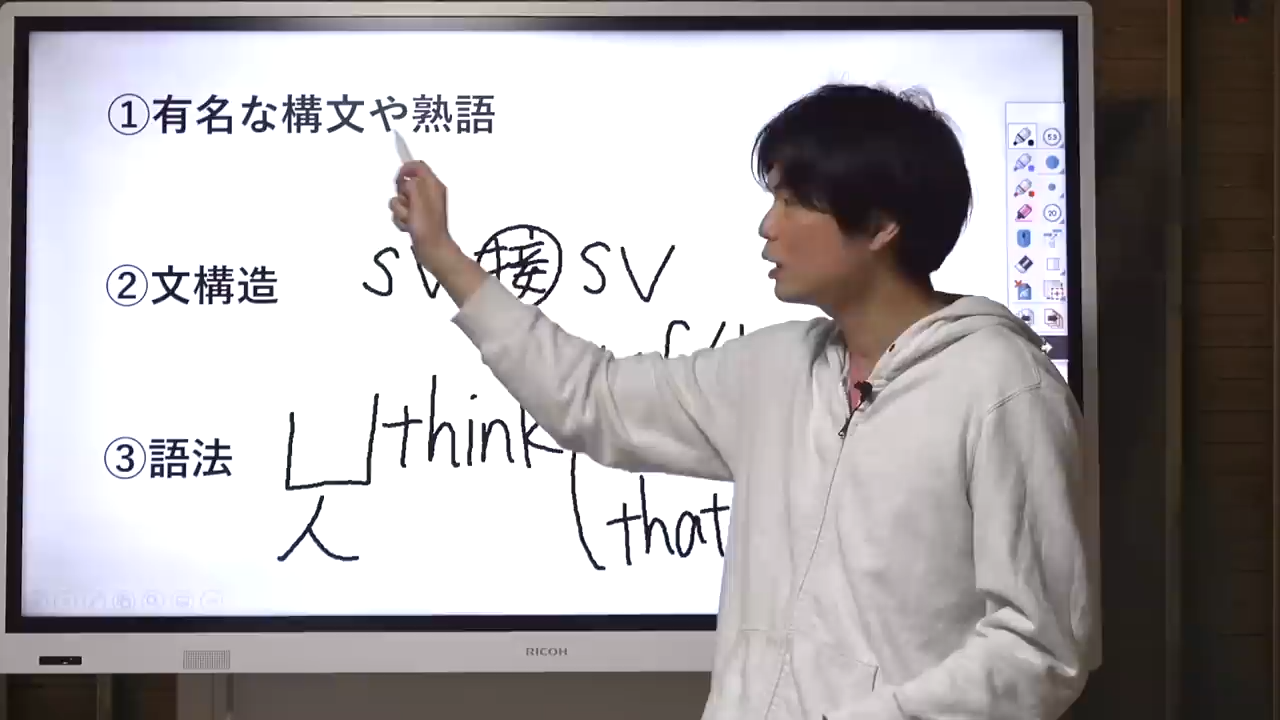 ①有名な構文や熟語
②文構造 SV 接 SV
③語法 think
人 (that
RICOH